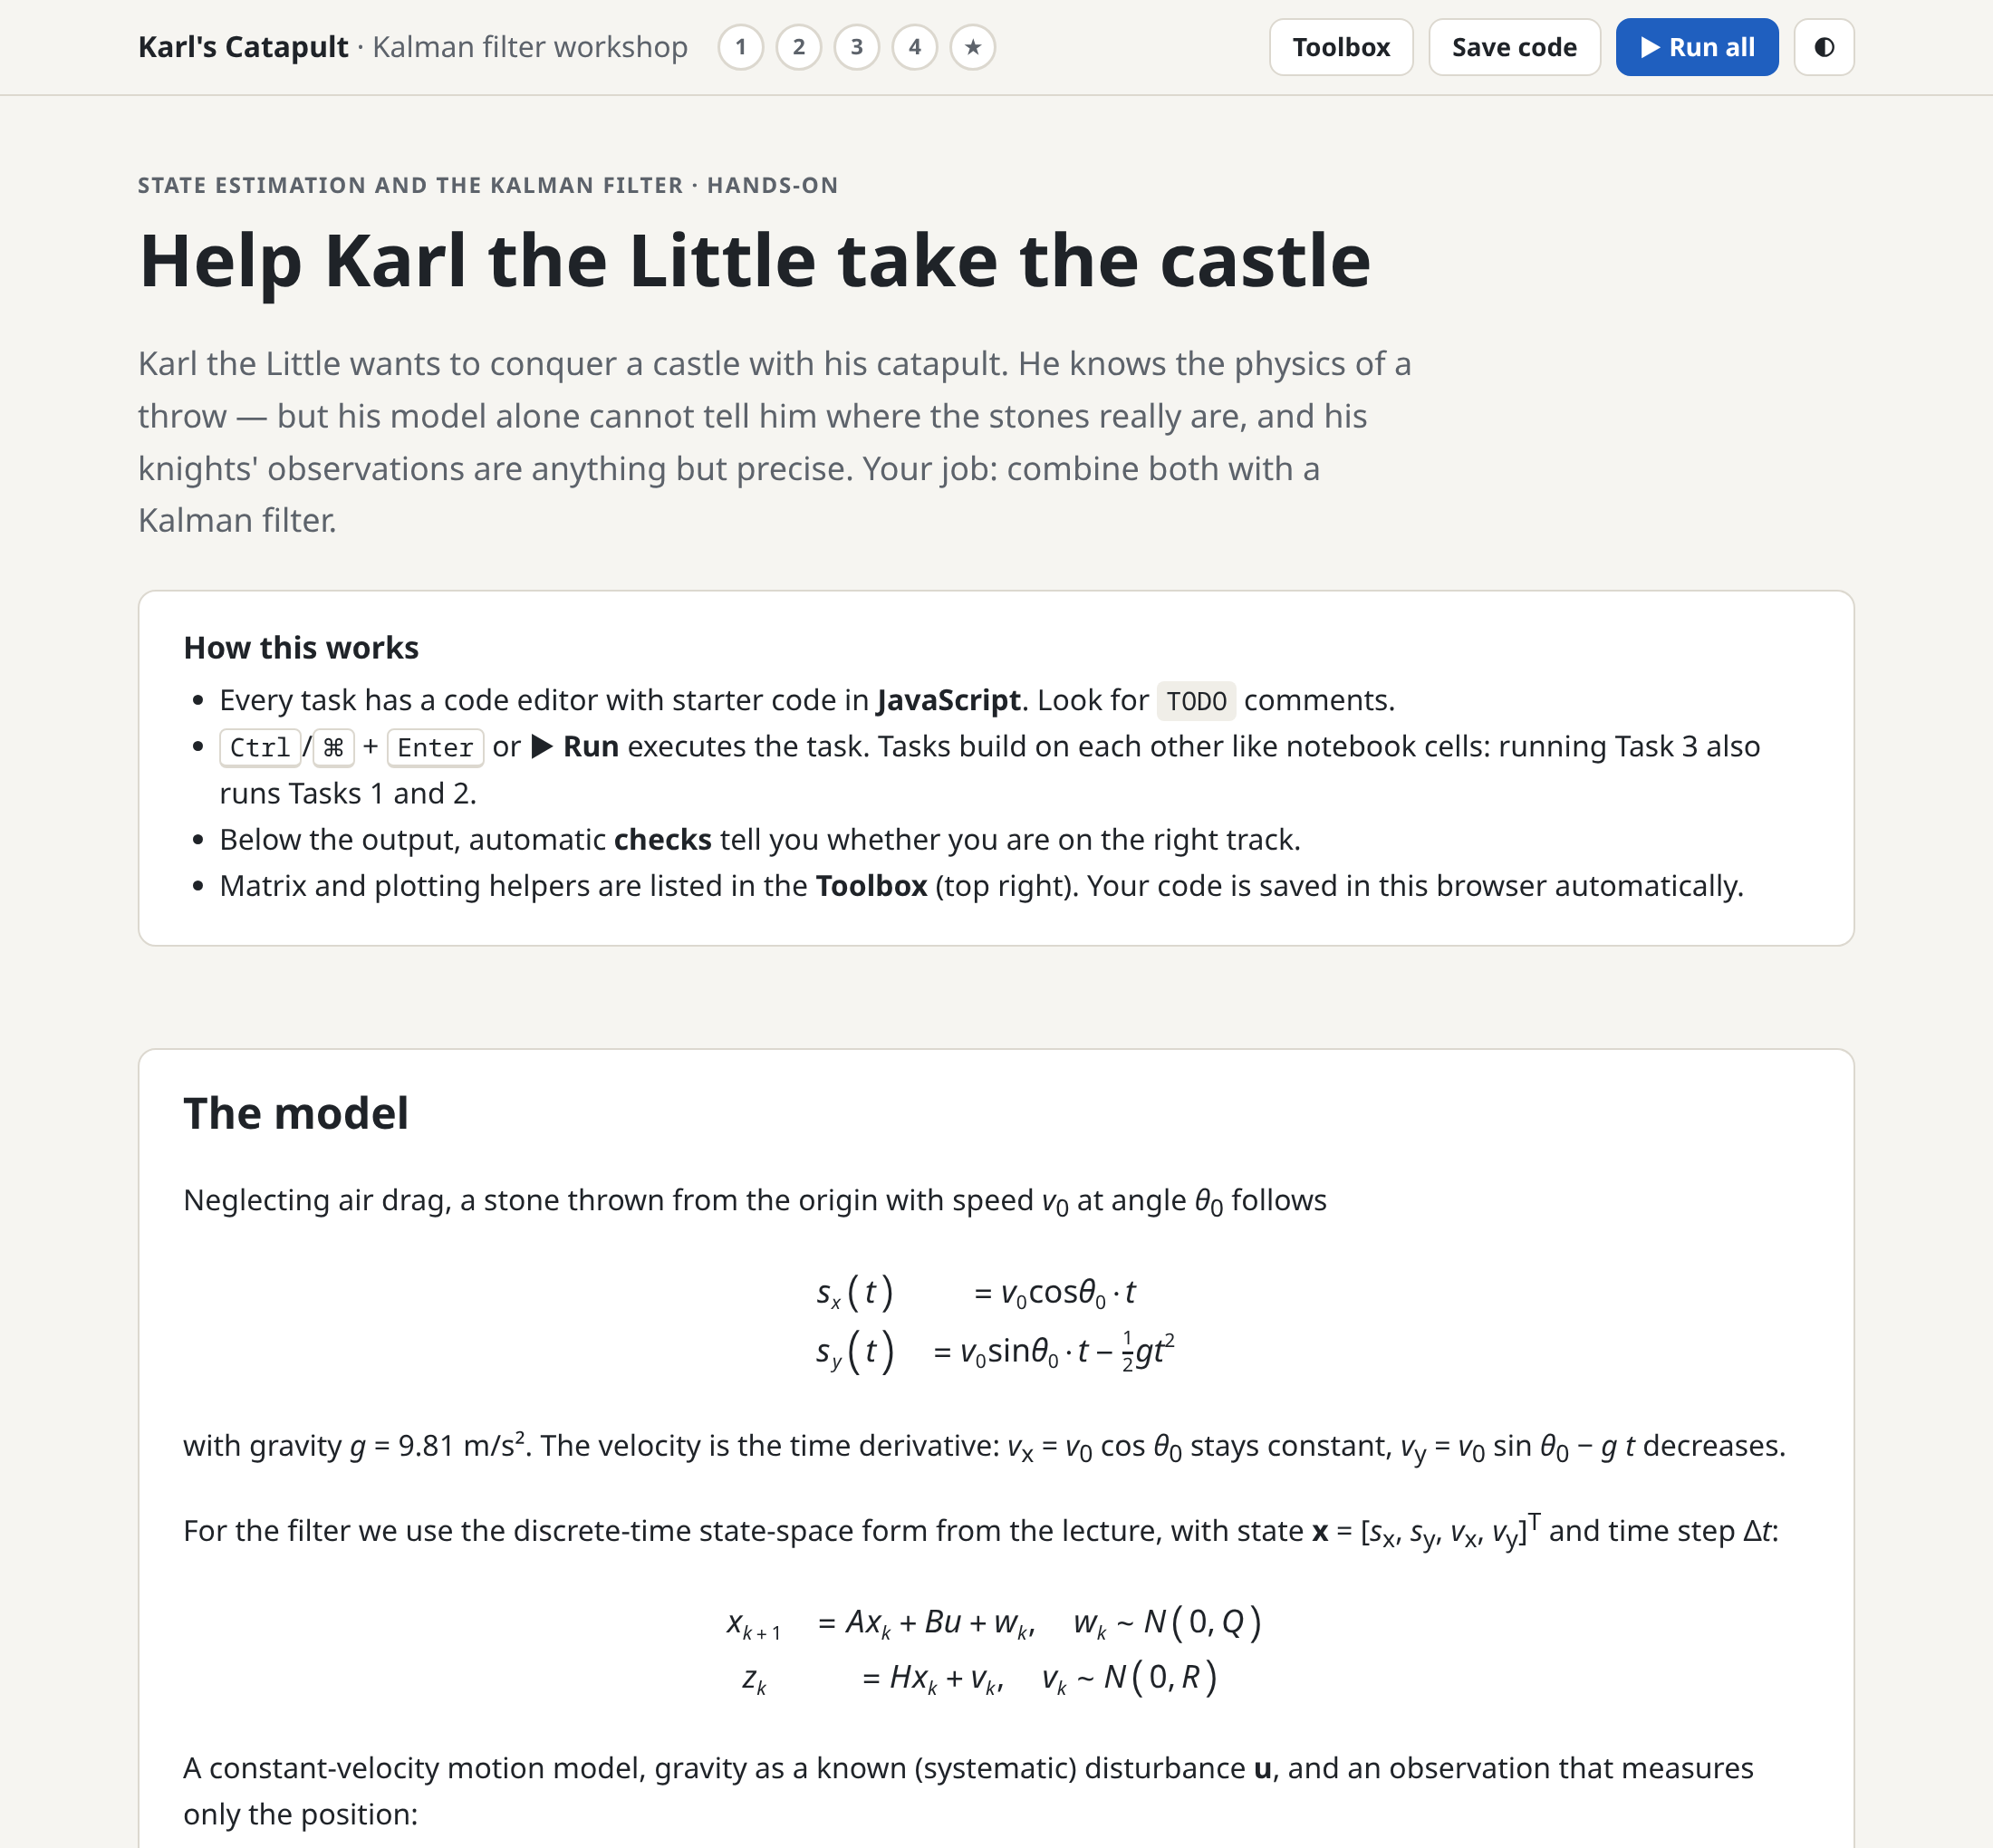 Karl's Catapult · Kalman filter workshop 1 2 3 4 ★ Toolbox Save code ▶ Run all ◐
STATE ESTIMATION AND THE KALMAN FILTER · HANDS-ON
Help Karl the Little take the castle
Karl the Little wants to conquer a castle with his catapult. He knows the physics of a
throw — but his model alone cannot tell him where the stones really are, and his
knights' observations are anything but precise. Your job: combine both with a
Kalman filter.
How this works
• Every task has a code editor with starter code in JavaScript. Look for TODO comments.
• Ctrl/⌘ + Enter or ▶ Run executes the task. Tasks build on each other like notebook cells: running Task 3 also
runs Tasks 1 and 2.
• Below the output, automatic checks tell you whether you are on the right track.
• Matrix and plotting helpers are listed in the Toolbox (top right). Your code is saved in this browser automatically.
The model
Neglecting air drag, a stone thrown from the origin with speed v₀ at angle θ₀ follows
sₓ(t) = v₀cosθ₀ · t
s_y(t) = v₀sinθ₀ · t − ½gt²
with gravity g = 9.81 m/s². The velocity is the time derivative: vₓ = v₀ cos θ₀ stays constant, v_y = v₀ sin θ₀ − g t decreases.
For the filter we use the discrete-time state-space form from the lecture, with state x = [sₓ, s_y, vₓ, v_y]ᵀ and time step Δt:
x_{k+1} = Ax_k + Bu + w_k, w_k ~ N(0, Q)
z_k = Hx_k + v_k, v_k ~ N(0, R)
A constant-velocity motion model, gravity as a known (systematic) disturbance u, and an observation that measures
only the position: